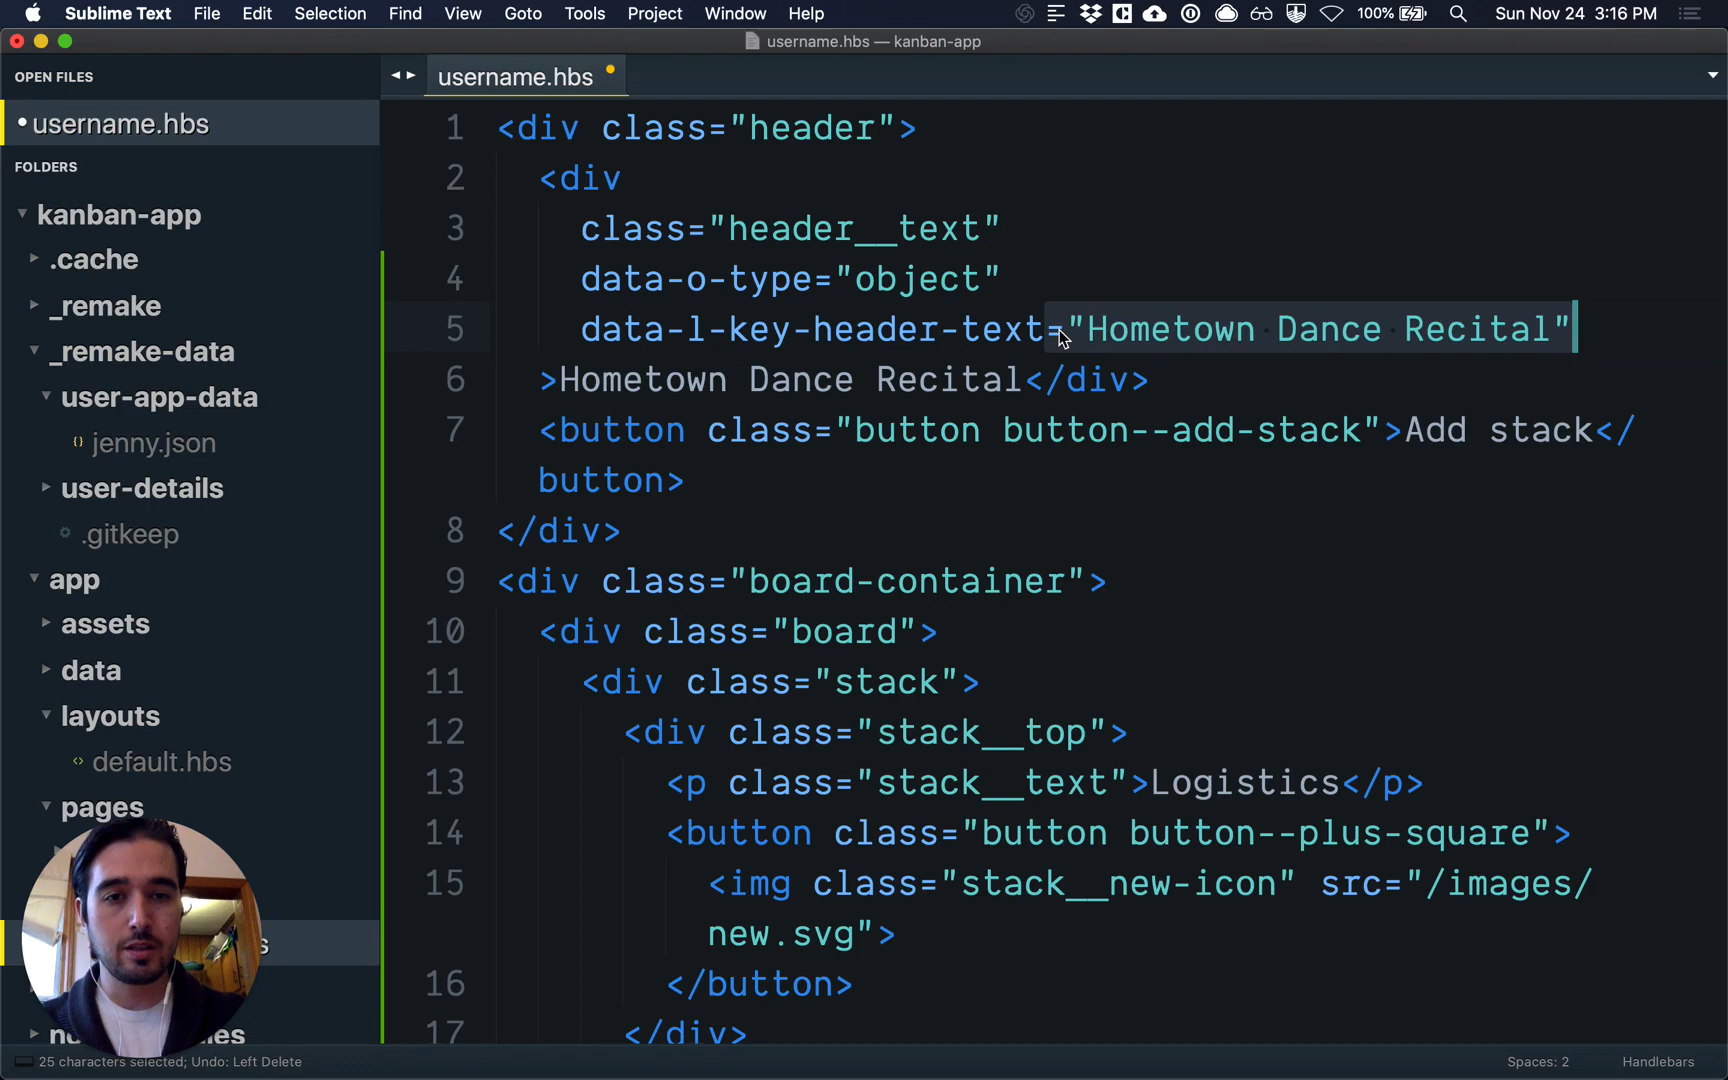 Sublime Text File Edit Selection Find View Goto Tools Project Window Help 100% Sun Nov 24 3:16 PM
username.hbs — kanban-app
OPEN FILES
username.hbs
FOLDERS
kanban-app
.cache
_remake
_remake-data
user-app-data
jenny.json
user-details
.gitkeep
app
assets
data
layouts
default.hbs
pages
username.hbs
1 <div class="header">
2 <div
3 class="header__text"
4 data-o-type="object"
5 data-l-key-header-text="Hometown Dance Recital"
6 >Hometown Dance Recital</div>
7 <button class="button button--add-stack">Add stack</
button>
8 </div>
9 <div class="board-container">
10 <div class="board">
11 <div class="stack">
12 <div class="stack__top">
13 <p class="stack__text">Logistics</p>
14 <button class="button button--plus-square">
15 <img class="stack__new-icon" src="/images/
new.svg">
16 </button>
17 </div>
25 characters selected; Undo: Left Delete
Spaces: 2 Handlebars